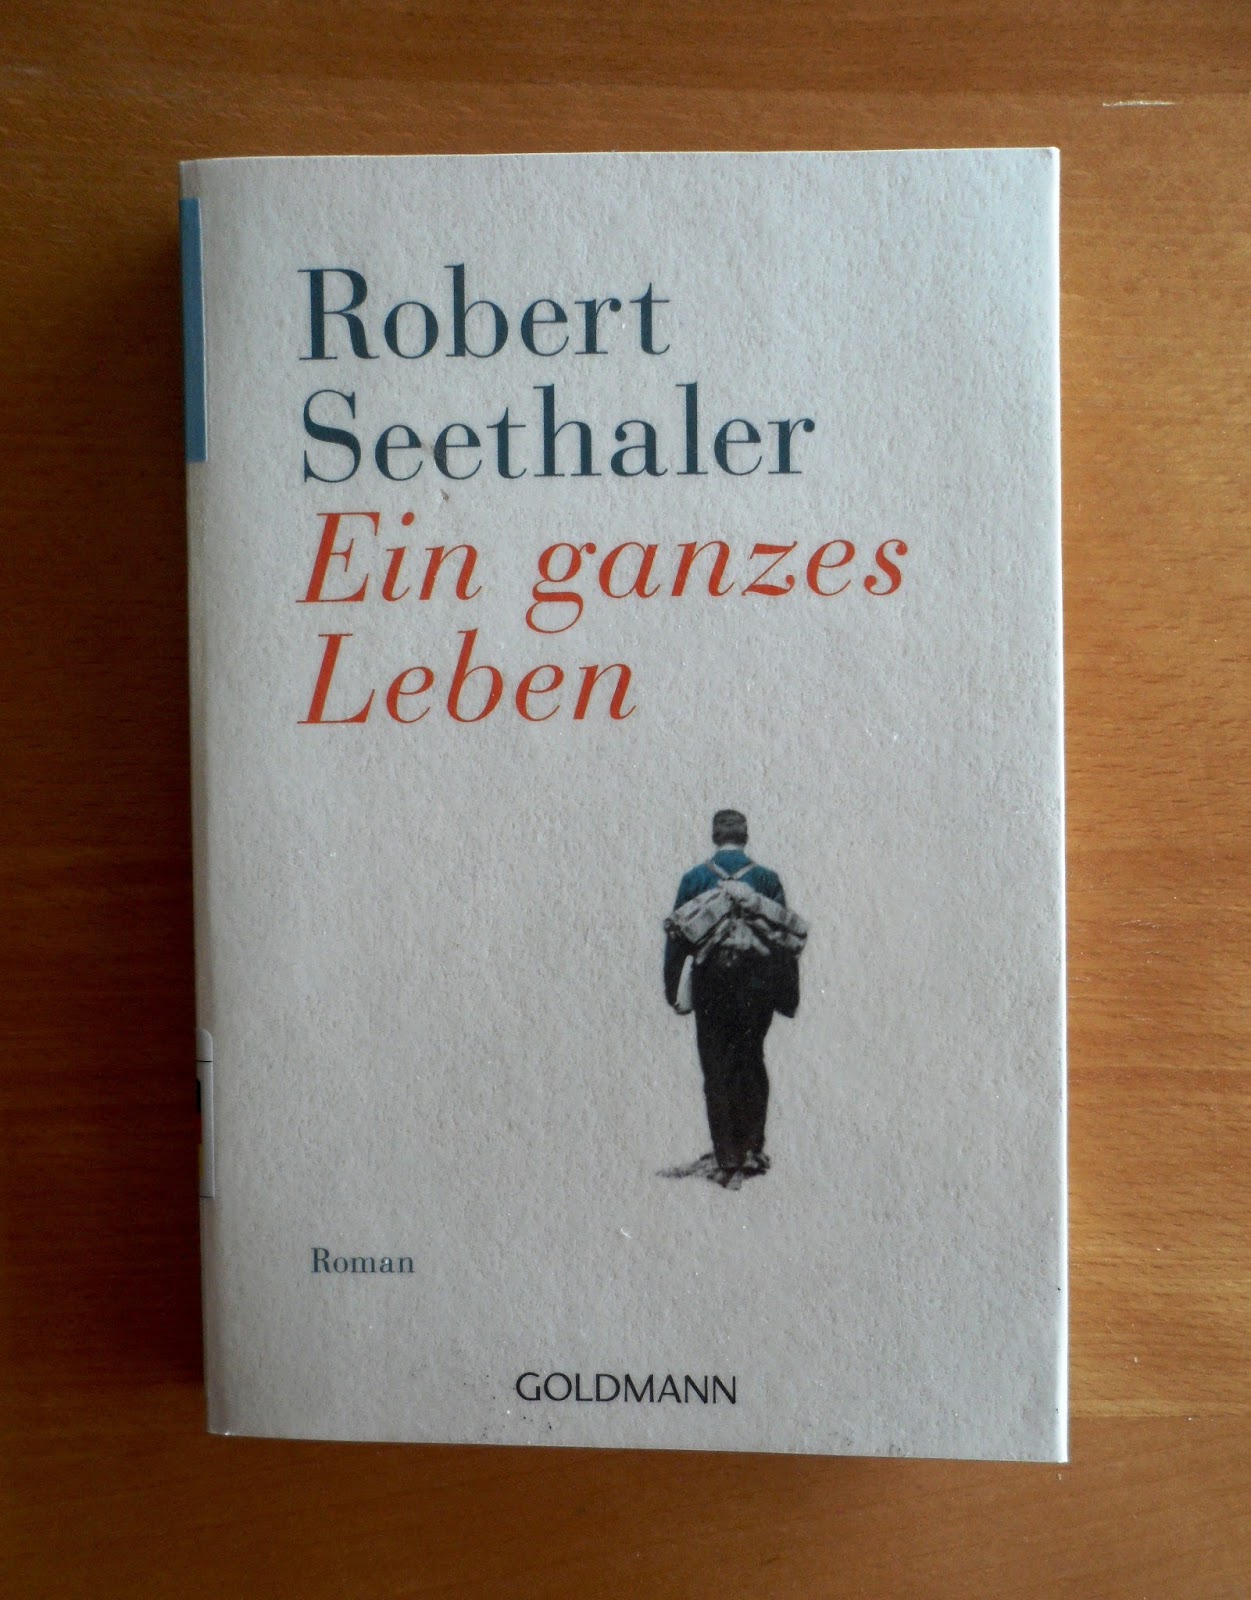 Robert
Seethaler
Ein ganzes
Leben
Roman
GOLDMANN